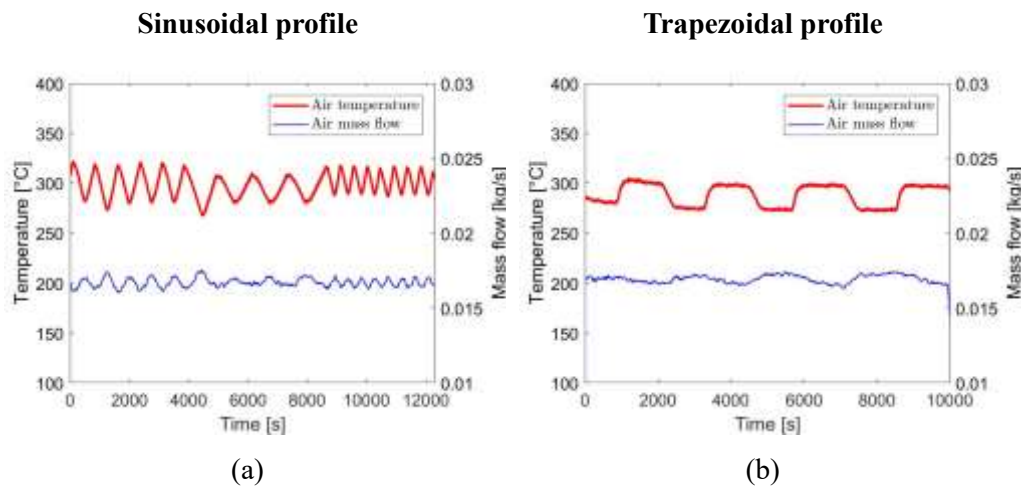 Sinusoidal profile
Trapezoidal profile
400
350
300
250
200
150
100
Temperature [°C]
0.03
0.025
0.02
0.015
0.01
Mass flow [kg/s]
Air temperature
Air mass flow
0 2000 4000 6000 8000 10000 12000
Time [s]
(a)
400
350
300
250
200
150
100
Temperature [°C]
0.03
0.025
0.02
0.015
0.01
Mass flow [kg/s]
Air temperature
Air mass flow
0 2000 4000 6000 8000 10000
Time [s]
(b)